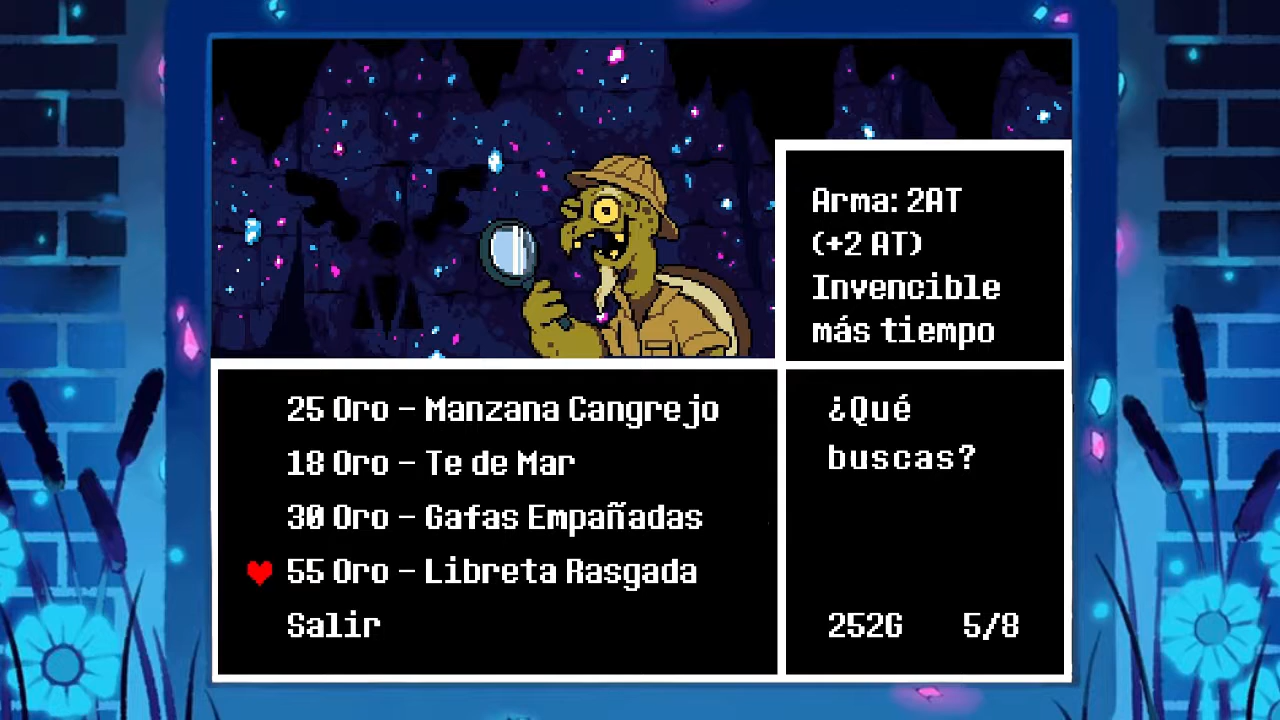 Arma: 2AT
(+2 AT)
Invencible
más tiempo
25 Oro - Manzana Cangrejo
18 Oro - Te de Mar
30 Oro - Gafas Empañadas
55 Oro - Libreta Rasgada
Salir
¿Qué
buscas?
252G 5/8